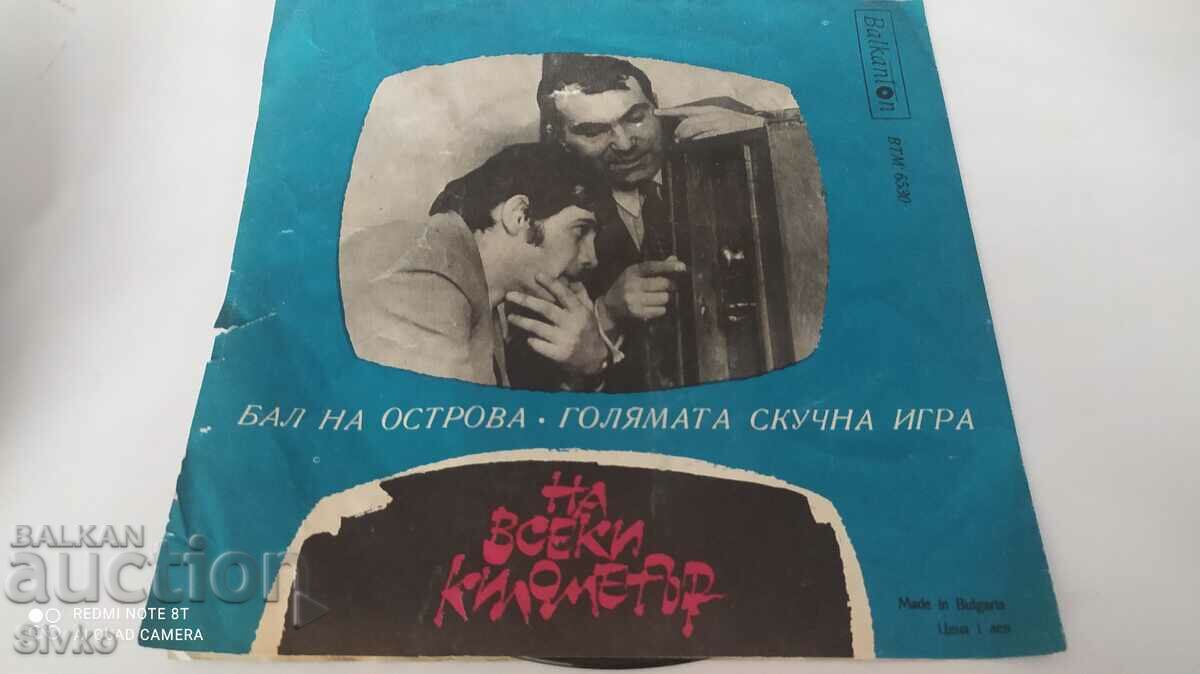 Balkanton
ВТМ 6530
БАЛ НА ОСТРОВА • ГОЛЯМАТА СКУЧНА ИГРА
НА
ВСЕКИ
КИЛОМЕТЪР
Made in Bulgaria
Цена 1 лев
BALKAN
auction
REDMI NOTE 8T
AI QUAD CAMERA
Sivko